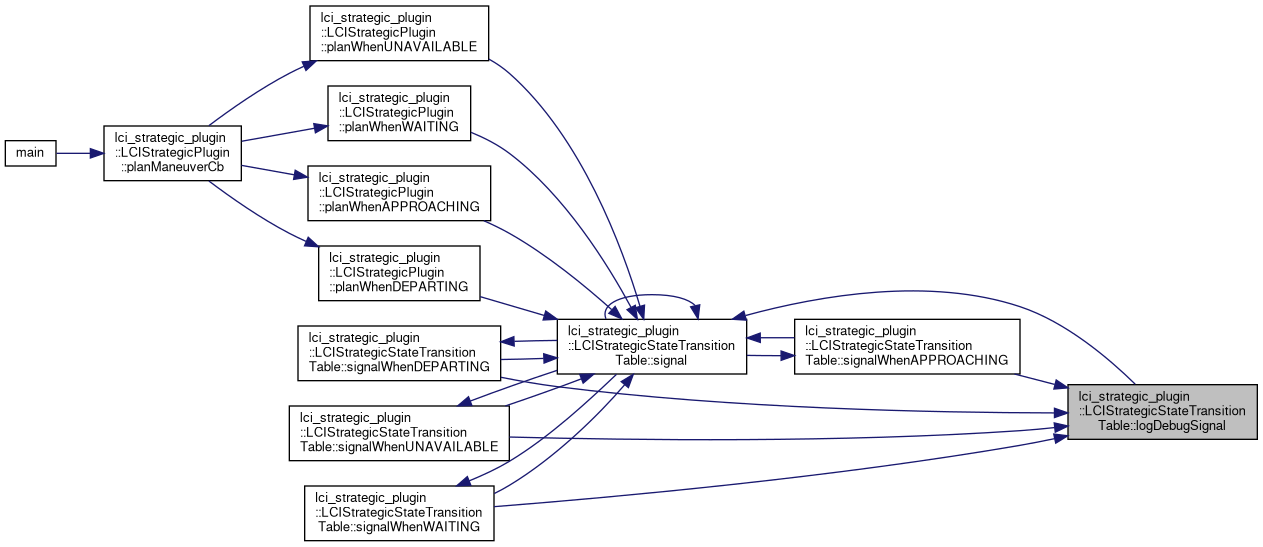 lci_strategic_plugin
::LCIStrategicPlugin
::planWhenUNAVAILABLE
lci_strategic_plugin
::LCIStrategicPlugin
::planWhenWAITING
main
lci_strategic_plugin
::LCIStrategicPlugin
::planManeuverCb
lci_strategic_plugin
::LCIStrategicPlugin
::planWhenAPPROACHING
lci_strategic_plugin
::LCIStrategicPlugin
::planWhenDEPARTING
lci_strategic_plugin
::LCIStrategicStateTransition
Table::signalWhenDEPARTING
lci_strategic_plugin
::LCIStrategicStateTransition
Table::signal
lci_strategic_plugin
::LCIStrategicStateTransition
Table::signalWhenAPPROACHING
lci_strategic_plugin
::LCIStrategicStateTransition
Table::logDebugSignal
lci_strategic_plugin
::LCIStrategicStateTransition
Table::signalWhenUNAVAILABLE
lci_strategic_plugin
::LCIStrategicStateTransition
Table::signalWhenWAITING